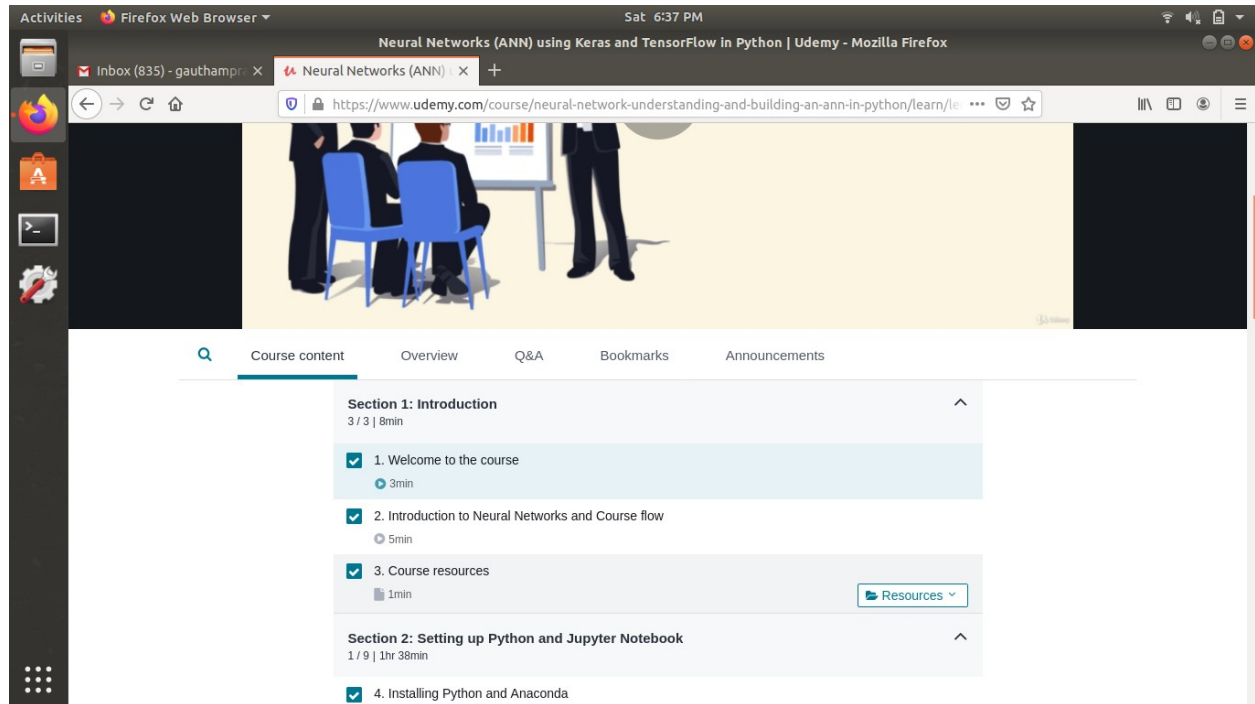 Activities Firefox Web Browser Sat 6:37 PM
Neural Networks (ANN) using Keras and TensorFlow in Python | Udemy - Mozilla Firefox
Inbox (835) - gauthampra Neural Networks (ANN) u
https://www.udemy.com/course/neural-network-understanding-and-building-an-ann-in-python/learn/le
Course content Overview Q&A Bookmarks Announcements
Section 1: Introduction
3 / 3 | 8min
1. Welcome to the course
3min
2. Introduction to Neural Networks and Course flow
5min
3. Course resources
1min
Resources
Section 2: Setting up Python and Jupyter Notebook
1 / 9 | 1hr 38min
4. Installing Python and Anaconda